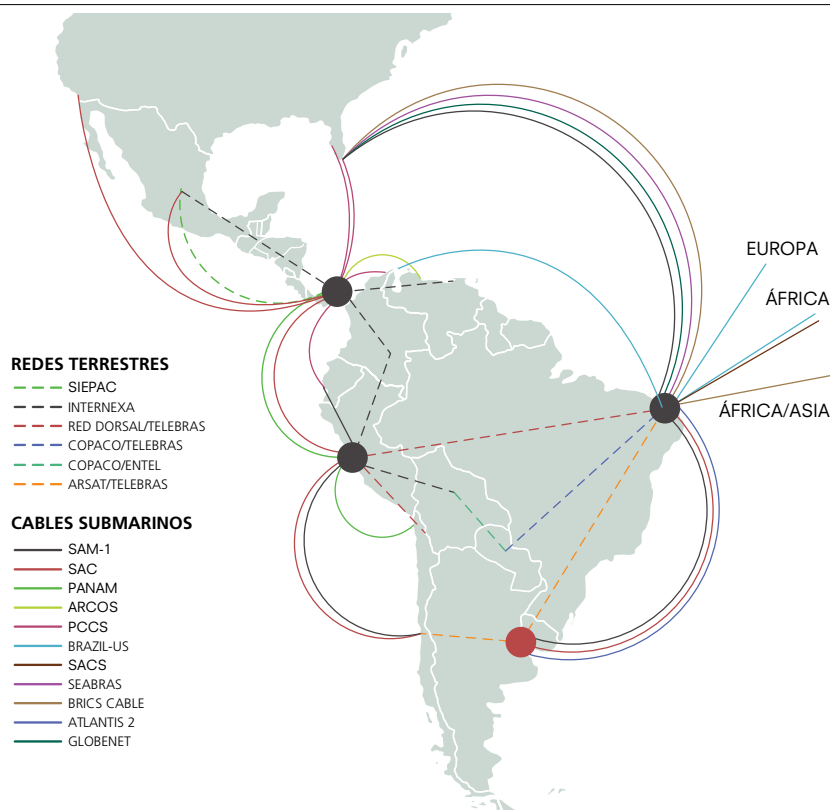 EUROPA
ÁFRICA
ÁFRICA/ASIA
REDES TERRESTRES
SIEPAC
INTERNEXA
RED DORSAL/TELEBRAS
COPACO/TELEBRAS
COPACO/ENTEL
ARSAT/TELEBRAS
CABLES SUBMARINOS
SAM-1
SAC
PANAM
ARCOS
PCCS
BRAZIL-US
SACS
SEABRAS
BRICS CABLE
ATLANTIS 2
GLOBENET